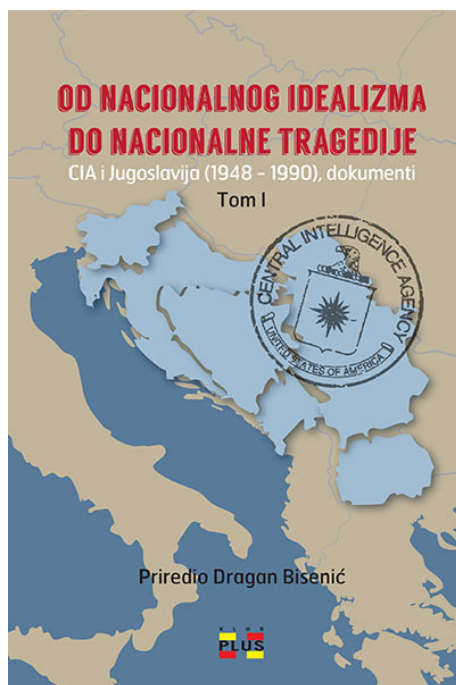 OD NACIONALNOG IDEALIZMA
DO NACIONALNE TRAGEDIJE
CIA i Jugoslavija (1948 - 1990), dokumenti
Tom I
CENTRAL INTELLIGENCE AGENCY
UNITED STATES OF AMERICA
Priredio Dragan Bisenić
KLUB
PLUS